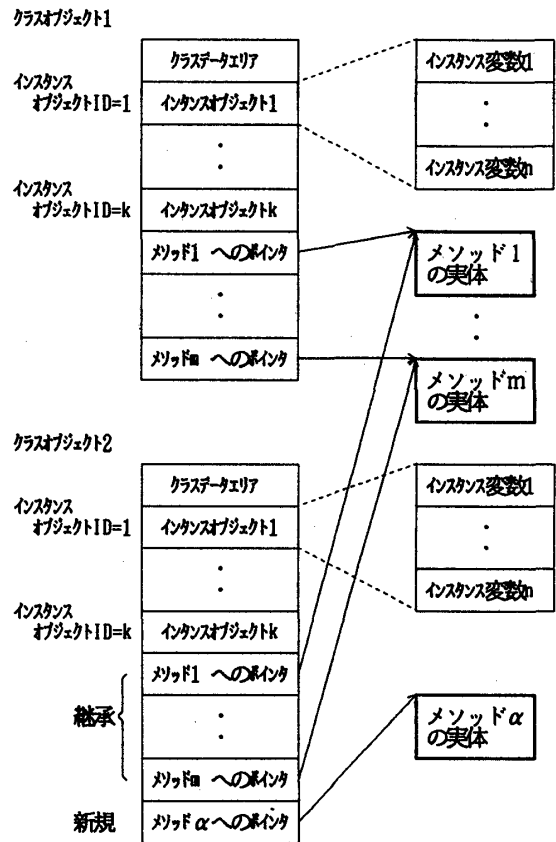 クラスオブジェクト1
クラスデータエリア
インスタンス
オブジェクトID=1
インタンスオブジェクト1
インスタンス変数1
インスタンス変数n
インスタンス
オブジェクトID=k
インタンスオブジェクトk
メソッド1 へのポインタ
メソッド1
の実体
メソッドm へのポインタ
メソッドm
の実体
クラスオブジェクト2
クラスデータエリア
インスタンス
オブジェクトID=1
インタンスオブジェクト1
インスタンス変数1
インスタンス変数n
インスタンス
オブジェクトID=k
インタンスオブジェクトk
継承
メソッド1 へのポインタ
メソッドm へのポインタ
新規
メソッドαへのポインタ
メソッドα
の実体